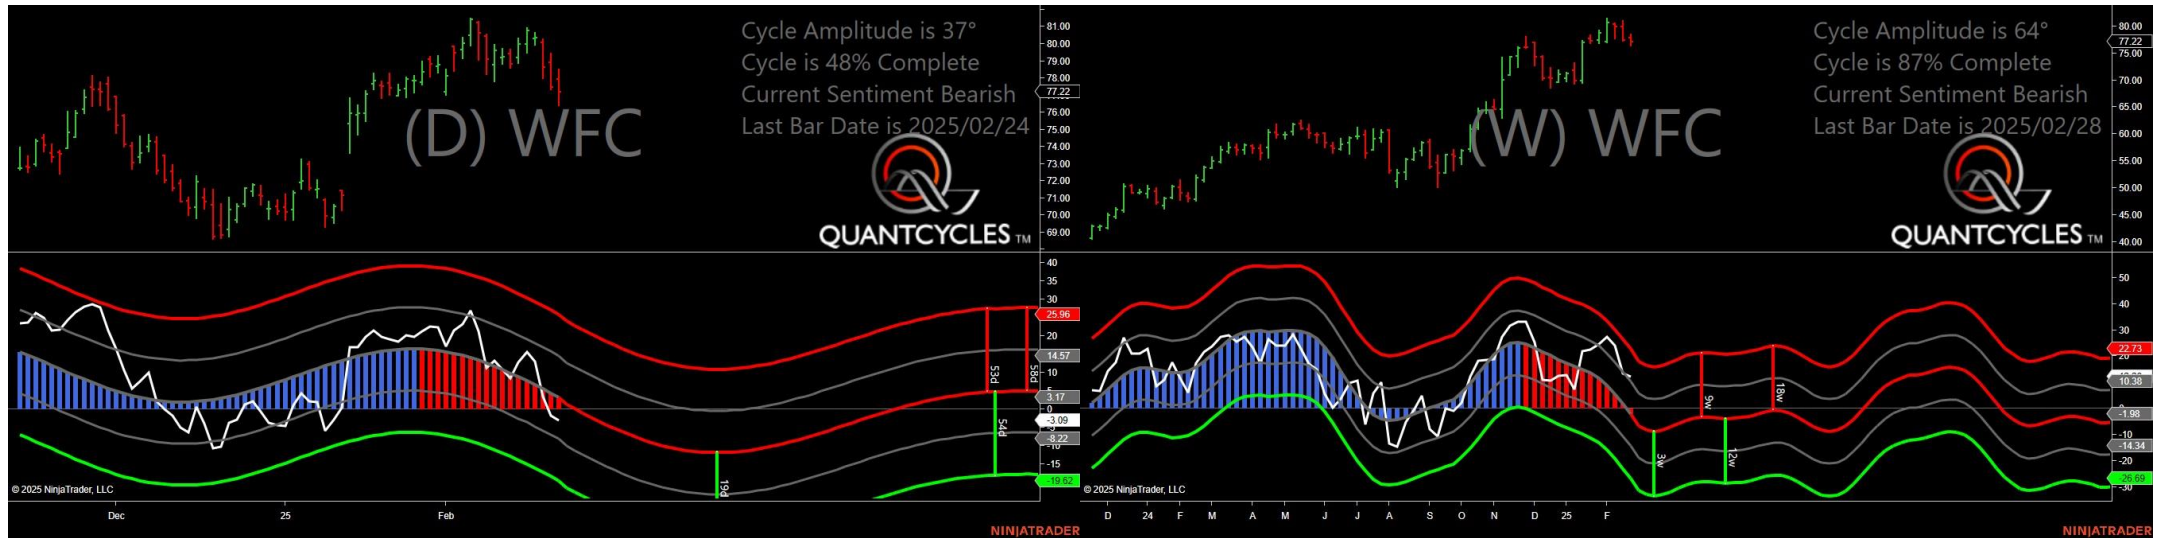 Cycle Amplitude is 37°
Cycle is 48% Complete
Current Sentiment Bearish
Last Bar Date is 2025/02/24
(D) WFC
QUANTCYCLES TM
81.00
80.00
79.00
78.00
77.22
76.00
75.00
74.00
73.00
72.00
71.00
70.00
69.00
40
35
30
25.96
20
14.57
10
5
3.17
0
-3.09
-8.22
-10
-15
-19.62
19d
53d
54d
58d
© 2025 NinjaTrader, LLC
Dec
25
Feb
NINJATRADER
Cycle Amplitude is 64°
Cycle is 87% Complete
Current Sentiment Bearish
Last Bar Date is 2025/02/28
(W) WFC
QUANTCYCLES TM
80.00
77.22
75.00
70.00
65.00
60.00
55.00
50.00
45.00
40.00
50
40
30
22.73
20
10.38
-1.98
-10
-14.34
-20
-26.69
-30
3w
9w
12w
18w
© 2025 NinjaTrader, LLC
D
24
F
M
A
M
J
J
A
S
O
N
D
25
F
NINJATRADER